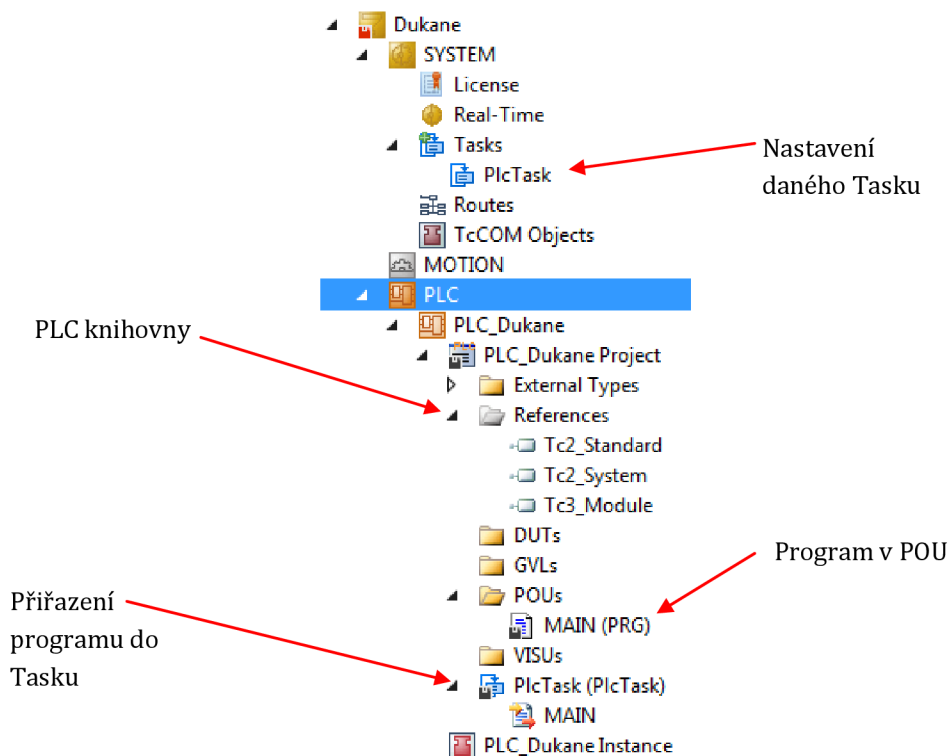 Dukane
SYSTEM
License
Real-Time
Tasks
PlcTask
Nastavení
daného Tasku
Routes
TcCOM Objects
MOTION
PLC
PLC knihovny
PLC_Dukane
PLC_Dukane Project
External Types
References
Tc2_Standard
Tc2_System
Tc3_Module
DUTs
GVLs
Program v POU
POUs
MAIN (PRG)
Přiřazení
programu do
Tasku
VISUs
PlcTask (PlcTask)
MAIN
PLC_Dukane Instance